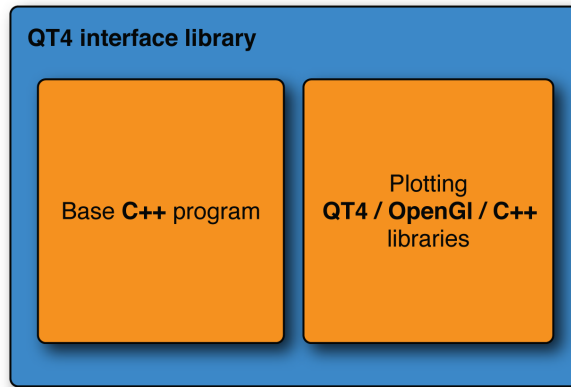 QT4 interface library
Base C++ program
Plotting
QT4 / OpenGl / C++
libraries